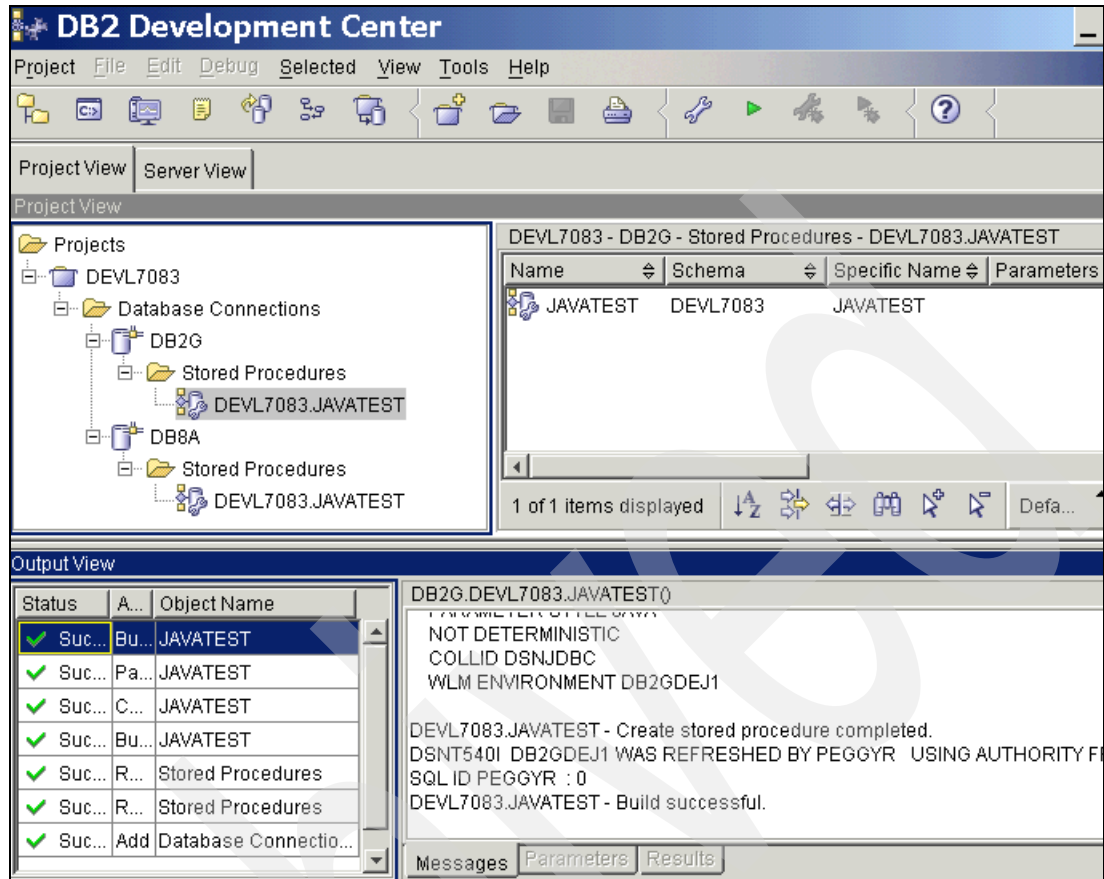 DB2 Development Center
Project File Edit Debug Selected View Tools Help
Project View Server View
Project View
Projects
DEVL7083
Database Connections
DB2G
Stored Procedures
DEVL7083.JAVATEST
DB8A
Stored Procedures
DEVL7083.JAVATEST
DEVL7083 - DB2G - Stored Procedures - DEVL7083.JAVATEST
Name Schema Specific Name Parameters
JAVATEST DEVL7083 JAVATEST
1 of 1 items displayed Defa...
Output View
Status A... Object Name
Suc... Bu... JAVATEST
Suc... Pa... JAVATEST
Suc... C... JAVATEST
Suc... Bu... JAVATEST
Suc... R... Stored Procedures
Suc... R... Stored Procedures
Suc... Add Database Connectio...
DB2G.DEVL7083.JAVATEST()
PARAMETER STYLE JAVA
NOT DETERMINISTIC
COLLID DSNJDBC
WLM ENVIRONMENT DB2GDEJ1
DEVL7083.JAVATEST - Create stored procedure completed.
DSNT540I DB2GDEJ1 WAS REFRESHED BY PEGGYR USING AUTHORITY F
SQL ID PEGGYR : 0
DEVL7083.JAVATEST - Build successful.
Messages Parameters Results